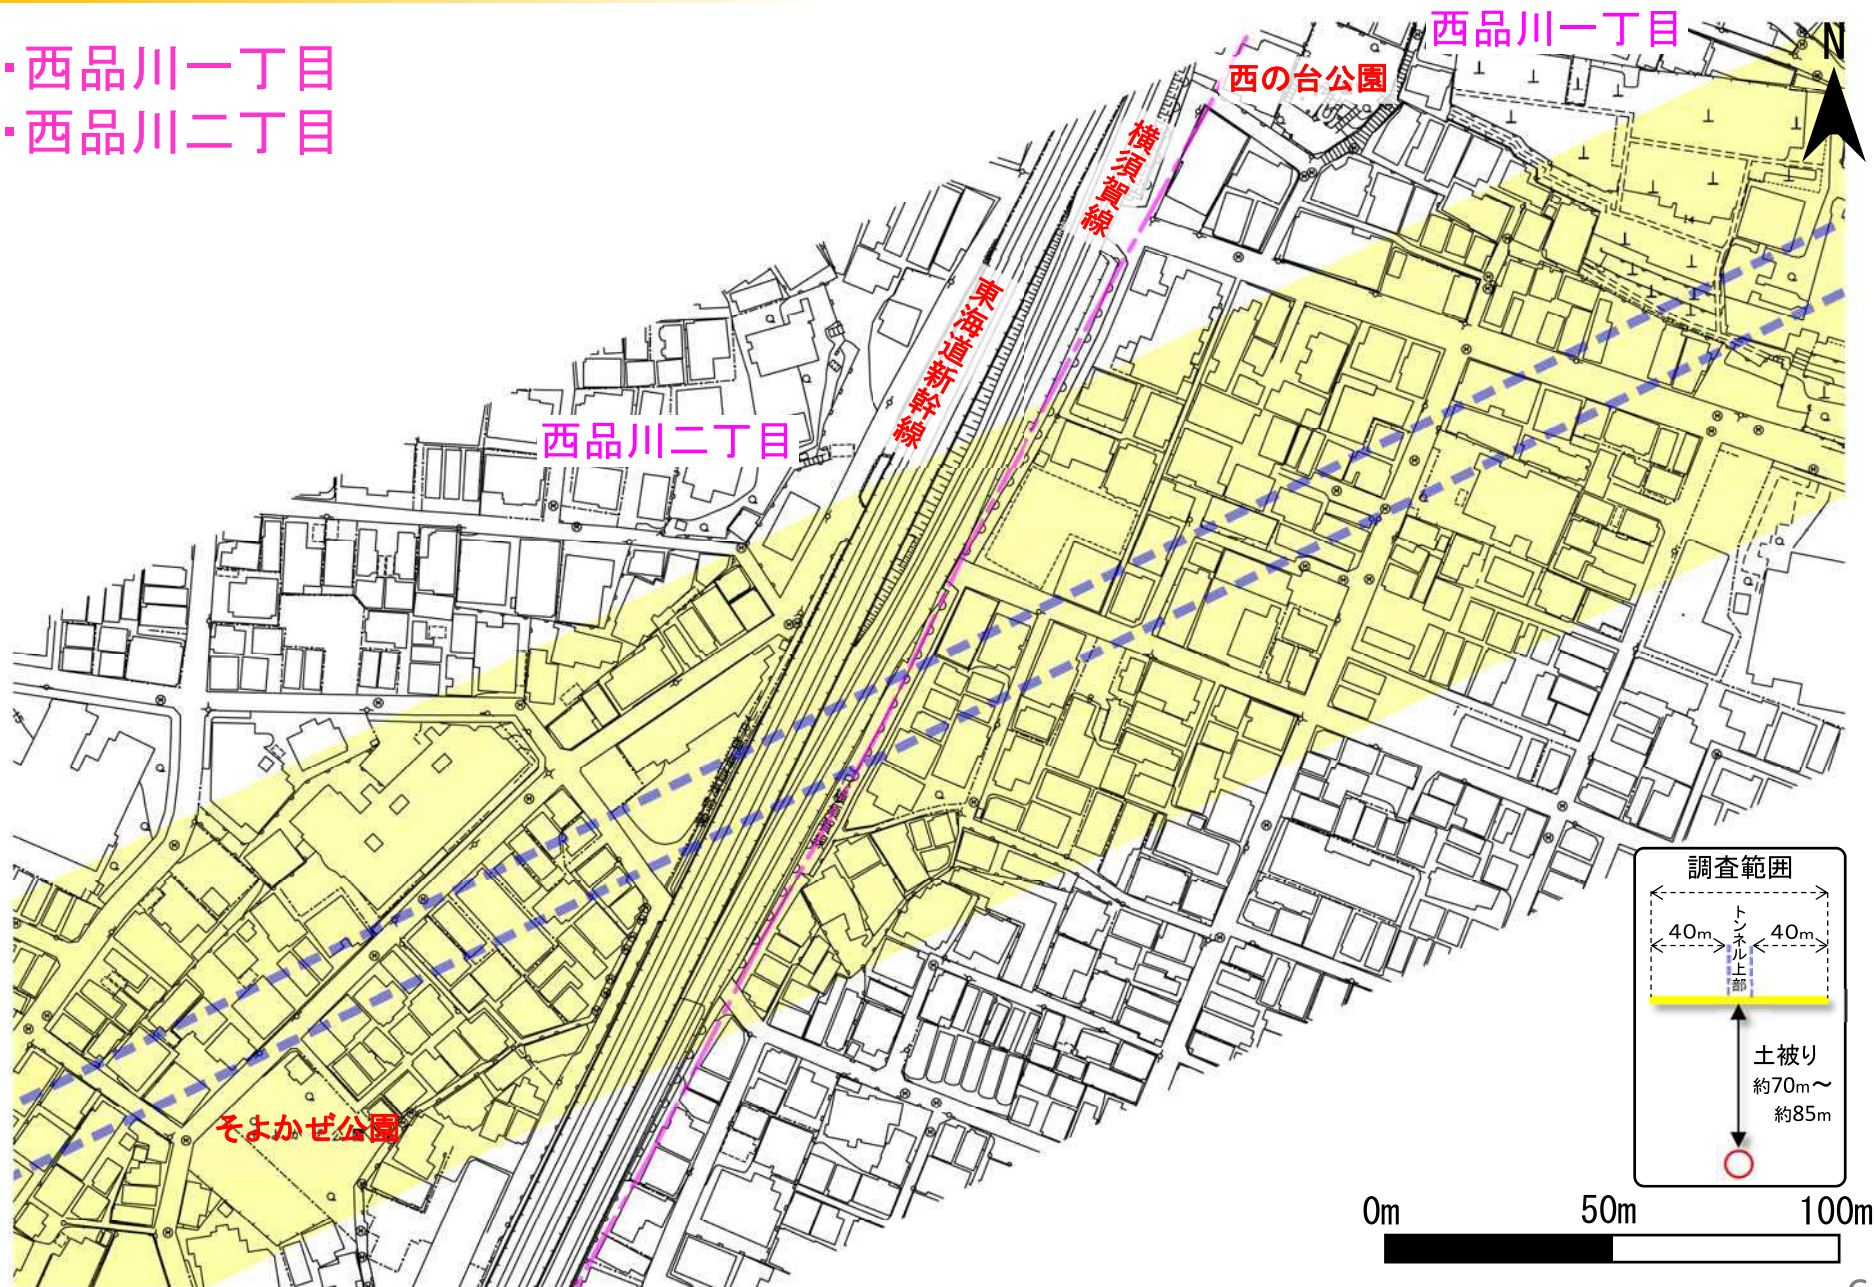 ・西品川一丁目
・西品川二丁目
西品川一丁目
西の台公園
N
横須賀線
東海道新幹線
西品川二丁目
そよかぜ公園
調査範囲
40m
トンネル上部
40m
土被り
約70m～
約85m
0m
50m
100m